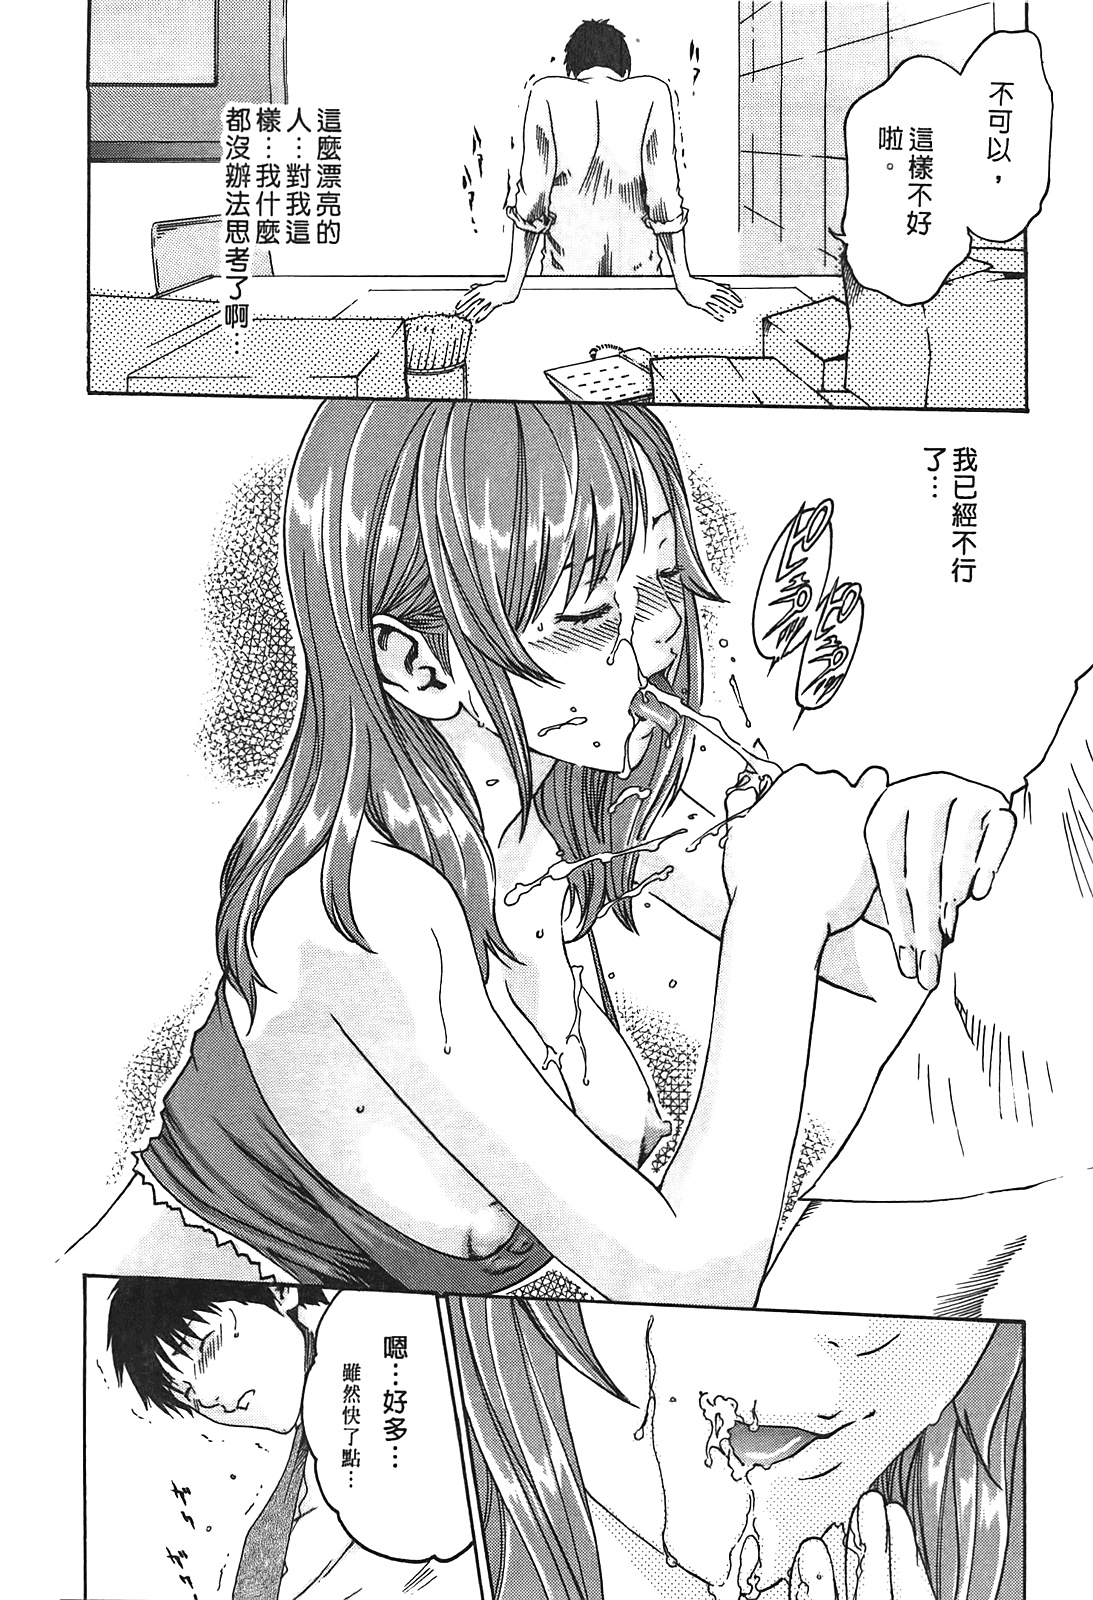 不可以，
這樣不好
啦。
這麼漂亮的
人…對我這
樣…我什麼
都沒辦法思考了啊…
我已經不行
了…
嗯…好多…
雖然快了點…